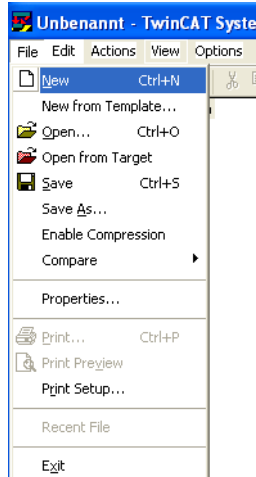 Unbenannt - TwinCAT Syste
File Edit Actions View Options
New Ctrl+N
New from Template...
Open... Ctrl+O
Open from Target
Save Ctrl+S
Save As...
Enable Compression
Compare
Properties...
Print... Ctrl+P
Print Preview
Print Setup...
Recent File
Exit